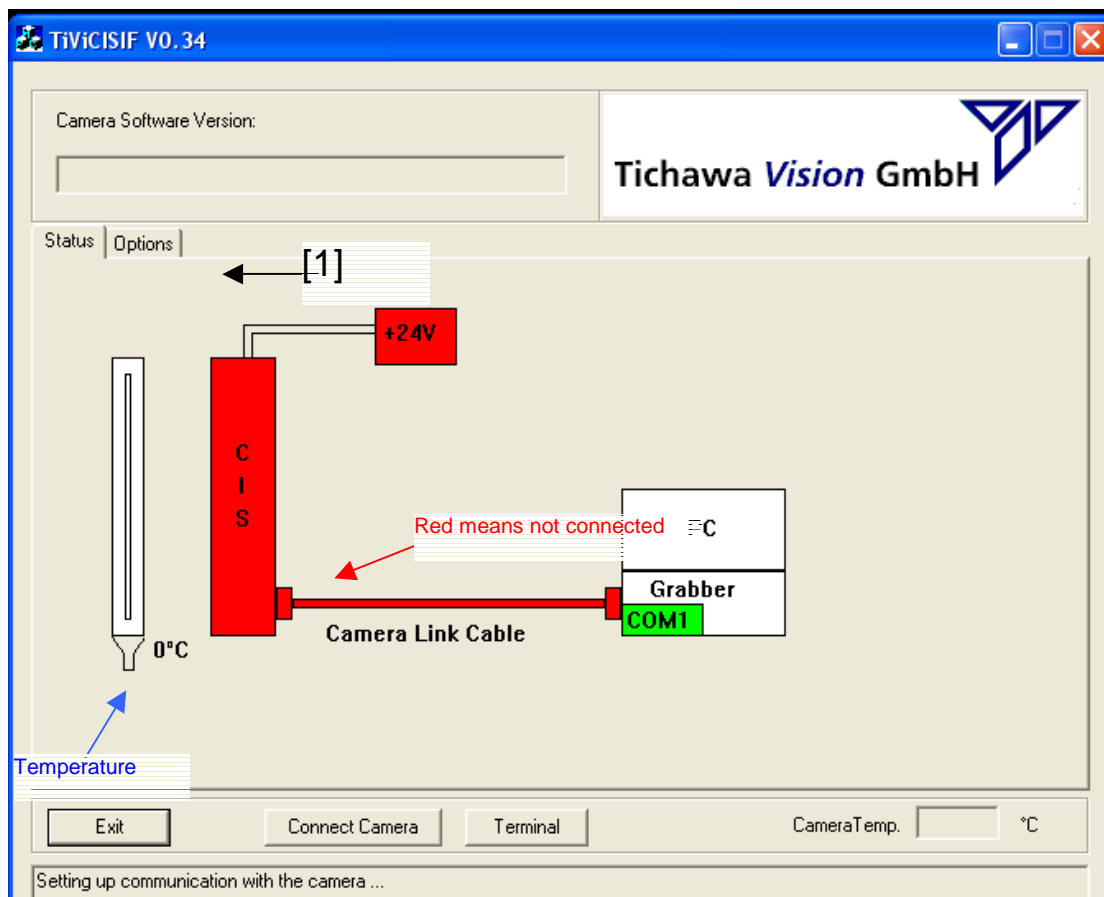 TiViCISIF V0.34
Camera Software Version:
Tichawa Vision GmbH
Status
Options
[1]
+24V
C
I
S
Red means not connected
Grabber
COM1
Camera Link Cable
0°C
Temperature
Exit
Connect Camera
Terminal
CameraTemp.
°C
Setting up communication with the camera ...